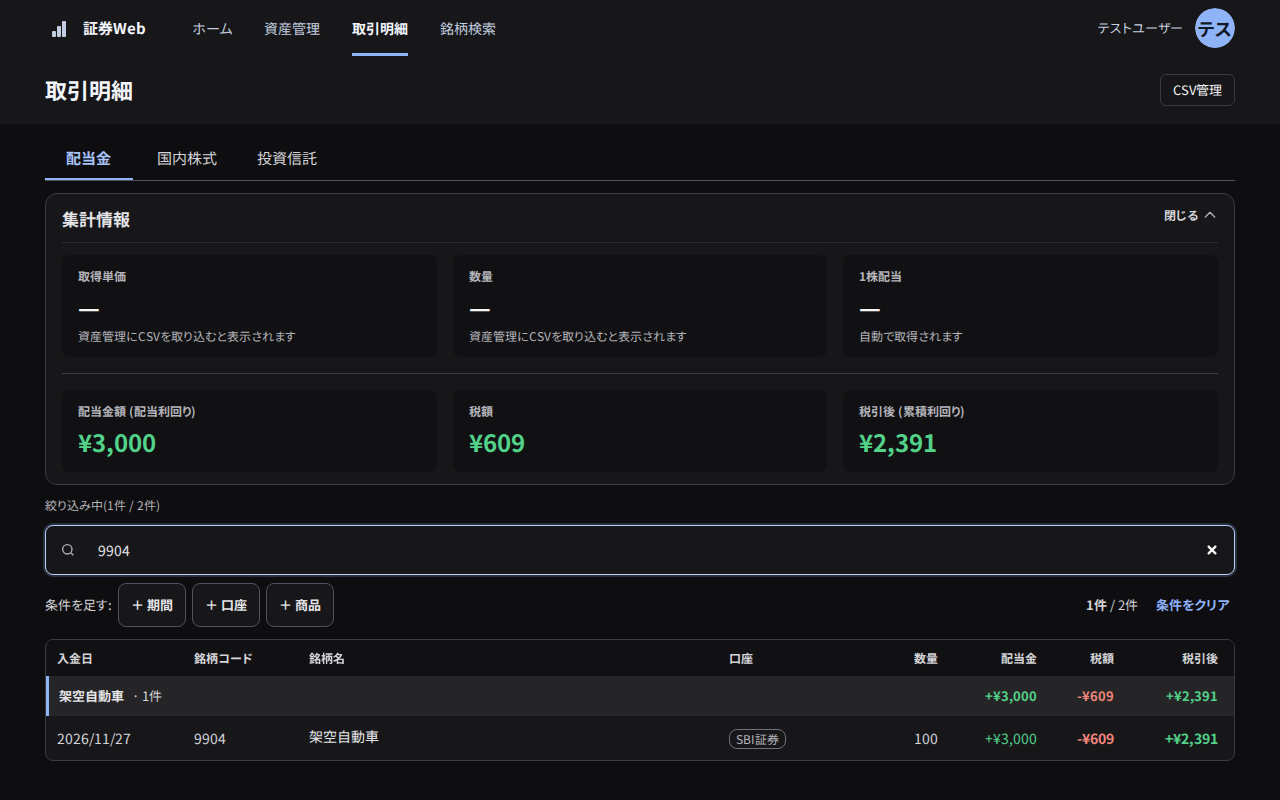 証券Web ホーム 資産管理 取引明細 銘柄検索 テストユーザー テス
取引明細 CSV管理
配当金 国内株式 投資信託
集計情報 閉じる
取得単価 数量 1株配当
— — —
資産管理にCSVを取り込むと表示されます 資産管理にCSVを取り込むと表示されます 自動で取得されます
配当金額 (配当利回り) 税額 税引後 (累積利回り)
¥3,000 ¥609 ¥2,391
絞り込み中(1件 / 2件)
9904
条件を足す: + 期間 + 口座 + 商品 1件 / 2件 条件をクリア
入金日 銘柄コード 銘柄名 口座 数量 配当金 税額 税引後
架空自動車 · 1件 +¥3,000 -¥609 +¥2,391
2026/11/27 9904 架空自動車 SBI証券 100 +¥3,000 -¥609 +¥2,391